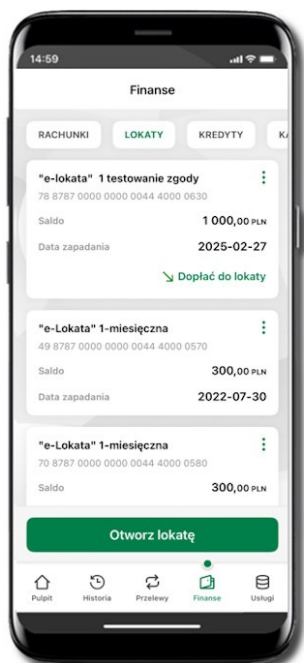 14:59
Finanse
RACHUNKI LOKATY KREDYTY
"e-lokata" 1 testowanie zgody
78 8787 0000 0000 0044 4000 0630
Saldo 1 000,00 PLN
Data zapadania 2025-02-27
Dopłać do lokaty
"e-Lokata" 1-miesięczna
49 8787 0000 0000 0044 4000 0570
Saldo 300,00 PLN
Data zapadania 2022-07-30
"e-Lokata" 1-miesięczna
70 8787 0000 0000 0044 4000 0580
Saldo 300,00 PLN
Otworz lokatę
Pulpit Historia Przelewy Finanse Usługi